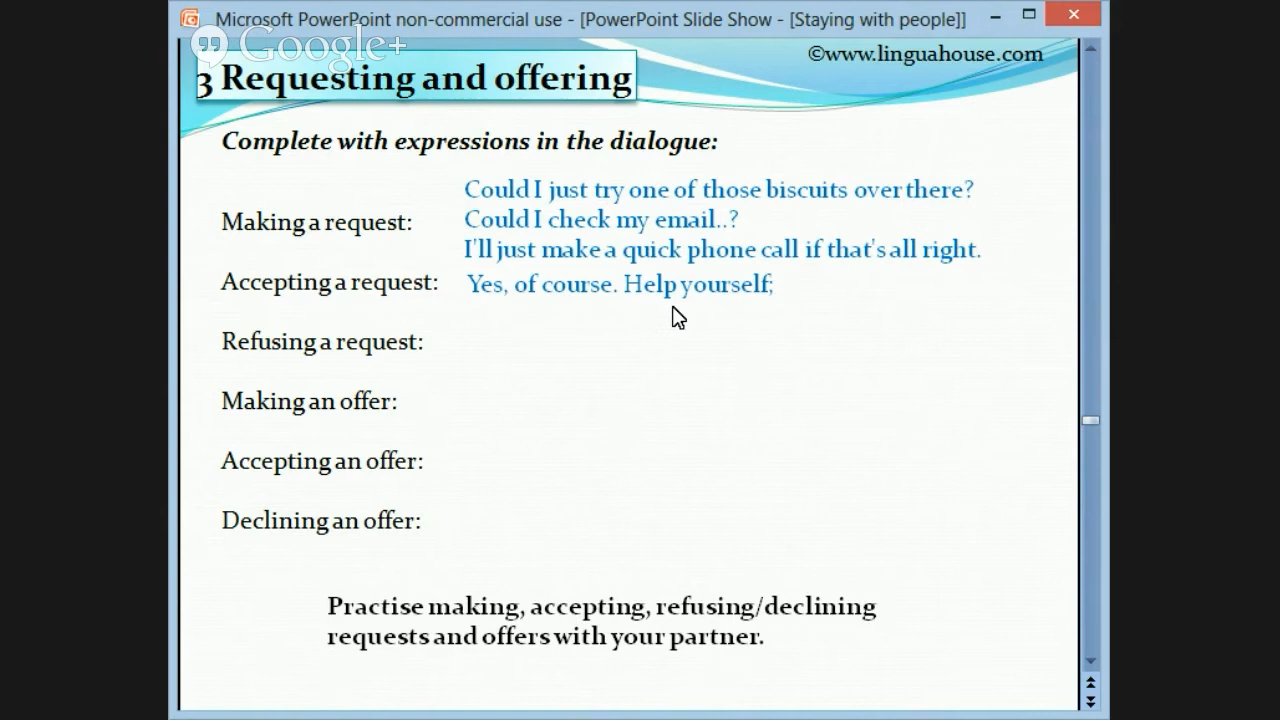 Microsoft PowerPoint non-commercial use - [PowerPoint Slide Show - [Staying with people]]
Google+
©www.linguahouse.com
3 Requesting and offering
Complete with expressions in the dialogue:
Could I just try one of those biscuits over there?
Making a request:
Could I check my email..?
I'll just make a quick phone call if that's all right.
Accepting a request:
Yes, of course. Help yourself;
Refusing a request:
Making an offer:
Accepting an offer:
Declining an offer:
Practise making, accepting, refusing/declining
requests and offers with your partner.